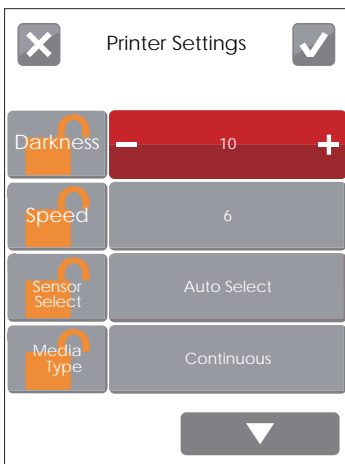 Printer Settings
Darkness
10
Speed
6
Sensor
Select
Auto Select
Media
Type
Continuous